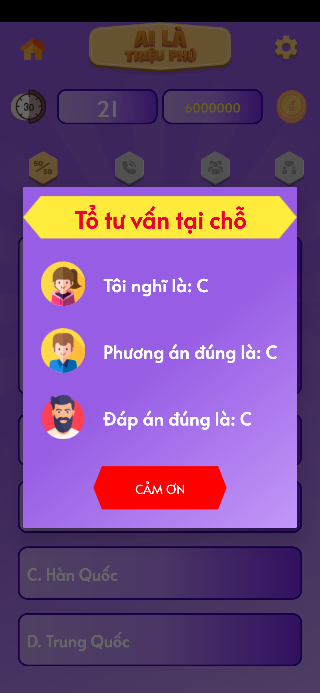 AI LÀ
TRIỆU PHÚ
30
21
6000000
50
50
Tổ tư vấn tại chỗ
Tôi nghĩ là: C
Phương án đúng là: C
Đáp án đúng là: C
CẢM ƠN
C. Hàn Quốc
D. Trung Quốc